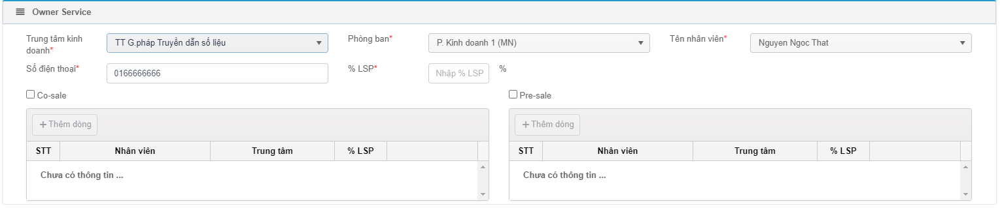 Owner Service
Trung tâm kinh doanh* TT G.pháp Truyền dẫn số liệu Phòng ban* P. Kinh doanh 1 (MN) Tên nhân viên* Nguyen Ngoc That
Số điện thoại* 0166666666 % LSP* Nhập % LSP %
Co-sale Pre-sale
Thêm dòng Thêm dòng
STT Nhân viên Trung tâm % LSP STT Nhân viên Trung tâm % LSP
Chưa có thông tin ... Chưa có thông tin ...